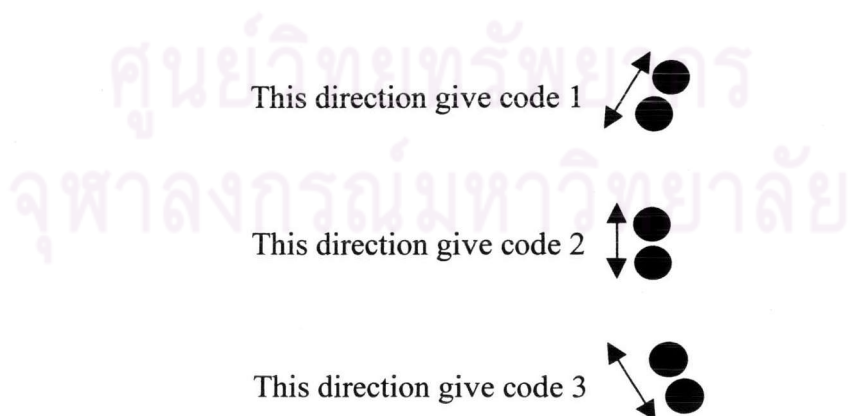 ศูนย์วิทยทรัพยากร
This direction give code 1
จุฬาลงกรณ์มหาวิทยาลัย
This direction give code 2
This direction give code 3